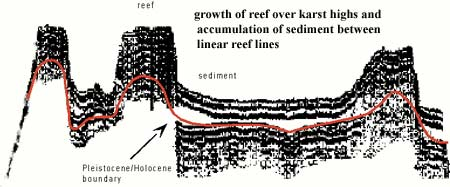 reef
growth of reef over karst highs and
accumulation of sediment between
linear reef lines
sediment
Pleistocene/Holocene
boundary